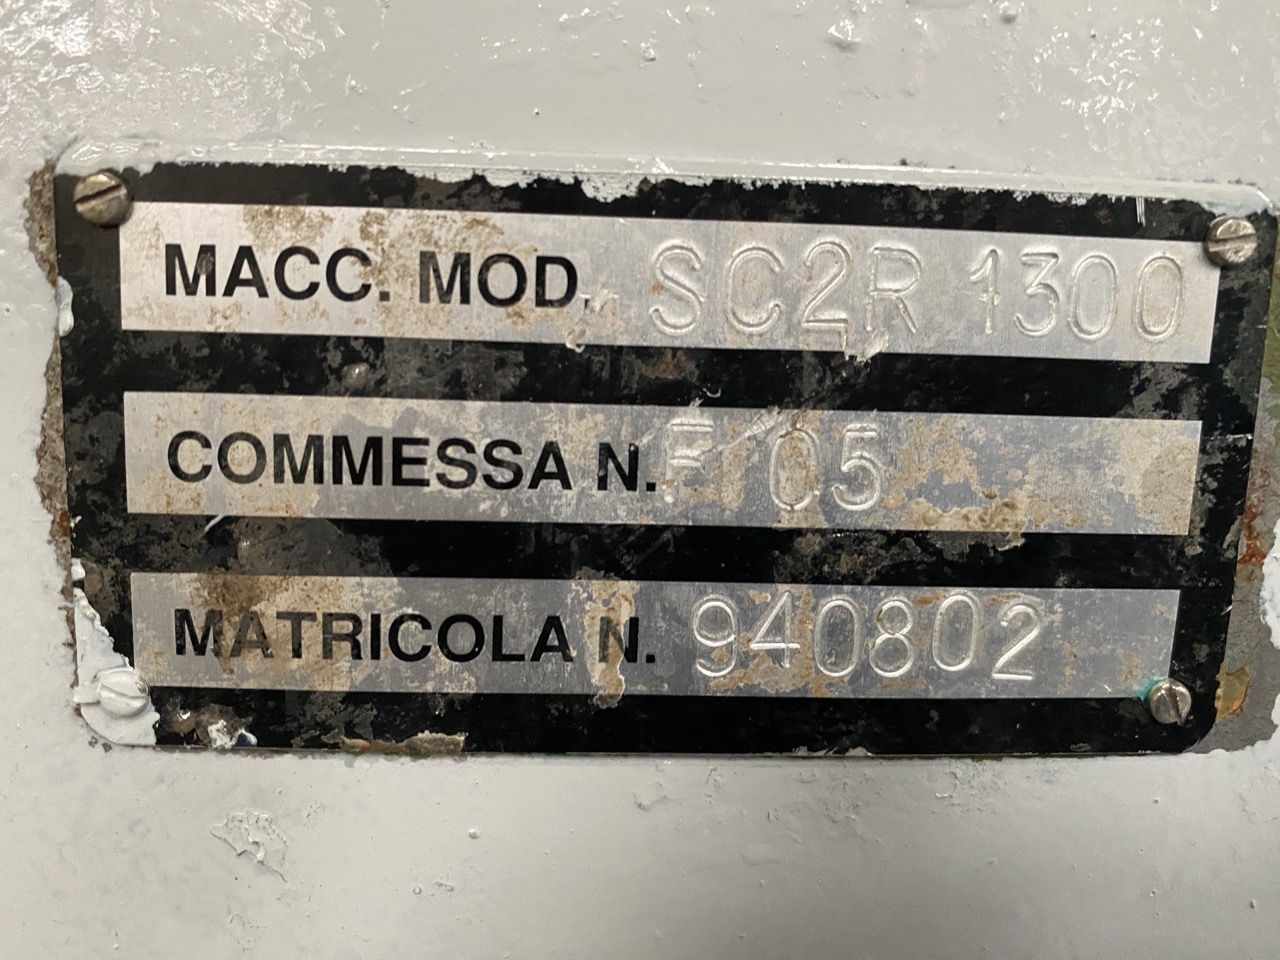 MACC. MOD. SC2R 1300
COMMESSA N. F 05
MATRICOLA N. 940802